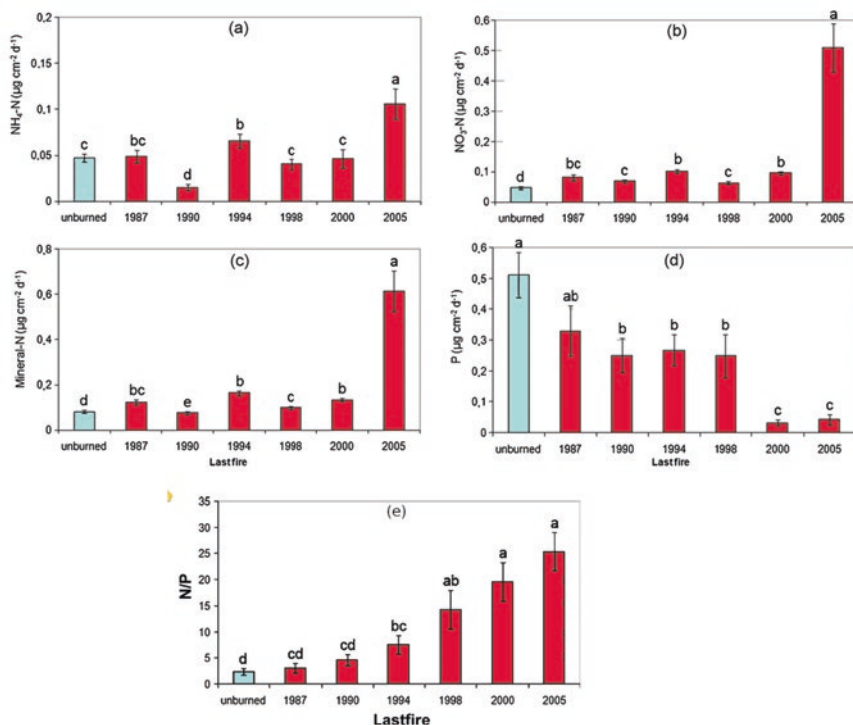 (a)
NH₄-N (µg cm⁻² d⁻¹)
0,2
0,15
0,1
0,05
0
c bc d b c c a
unburned 1987 1990 1994 1998 2000 2005
(b)
NO₃-N (µg cm⁻² d⁻¹)
0,6
0,5
0,4
0,3
0,2
0,1
0
d bc c b c b a
unburned 1987 1990 1994 1998 2000 2005
(c)
Mineral-N (µg cm⁻² d⁻¹)
0,8
0,6
0,4
0,2
0
d bc e b c b a
unburned 1987 1990 1994 1998 2000 2005
Lastfire
(d)
P (µg cm⁻² d⁻¹)
0,6
0,5
0,4
0,3
0,2
0,1
0
a ab b b b c c
unburned 1987 1990 1994 1998 2000 2005
Lastfire
(e)
N/P
35
30
25
20
15
10
5
0
d cd cd bc ab a a
unburned 1987 1990 1994 1998 2000 2005
Lastfire